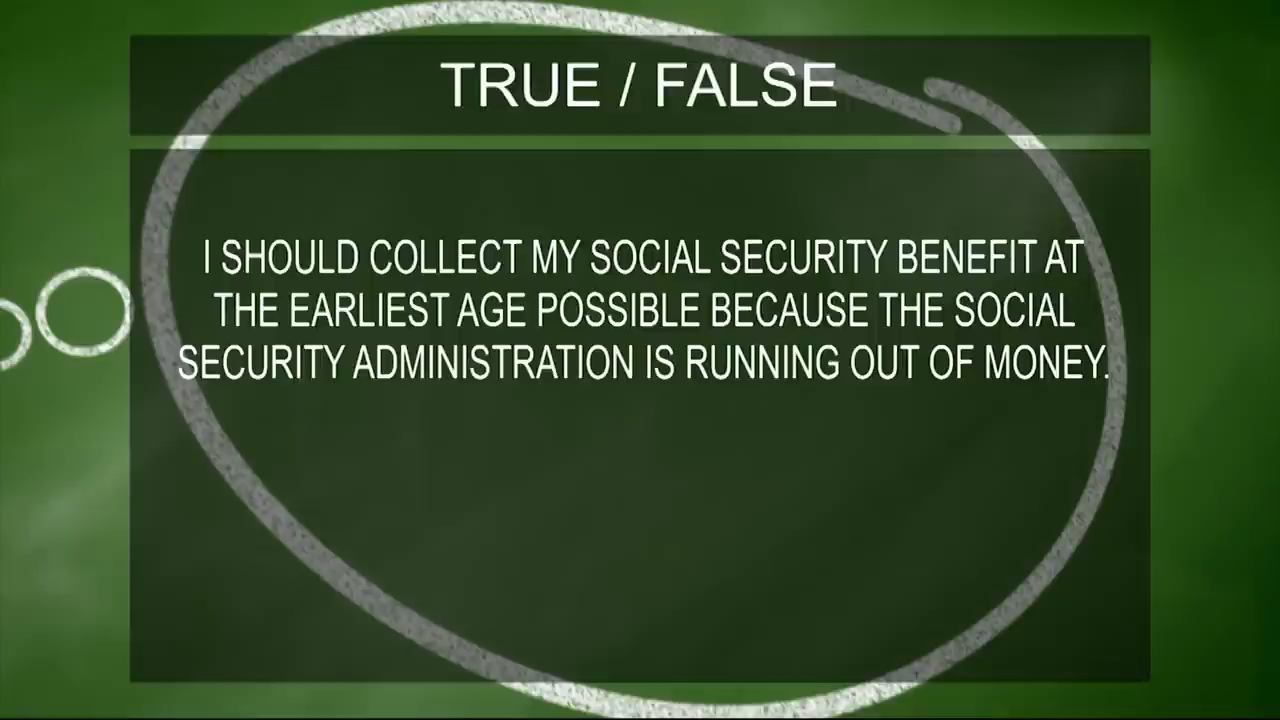 TRUE / FALSE
I SHOULD COLLECT MY SOCIAL SECURITY BENEFIT AT
THE EARLIEST AGE POSSIBLE BECAUSE THE SOCIAL
SECURITY ADMINISTRATION IS RUNNING OUT OF MONEY.